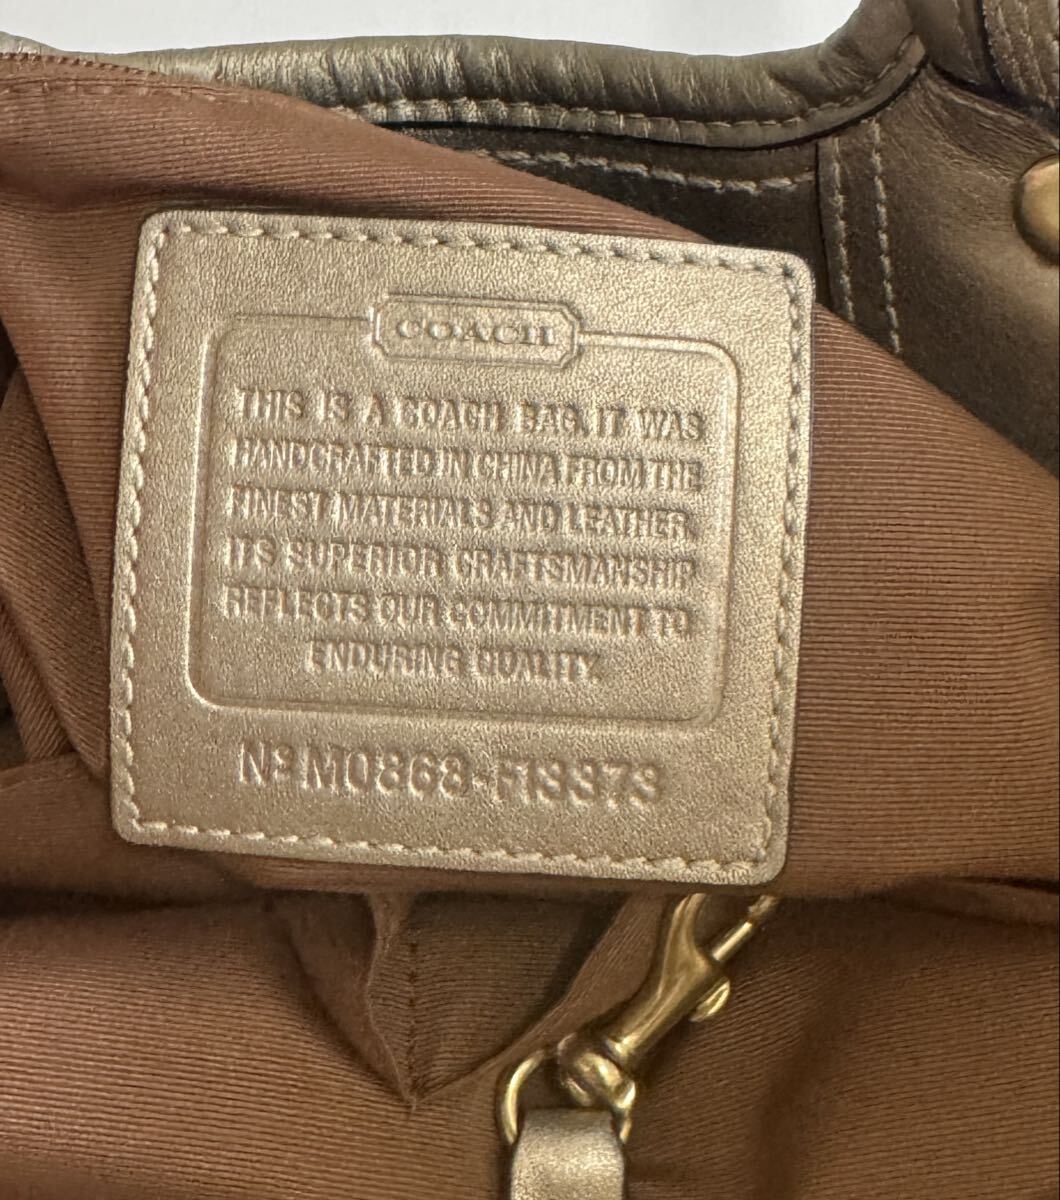 COACH
THIS IS A COACH BAG. IT WAS
HANDCRAFTED IN CHINA FROM THE
FINEST MATERIALS AND LEATHER.
ITS SUPERIOR CRAFTSMANSHIP
REFLECTS OUR COMMITMENT TO
ENDURING QUALITY.
Nº M0868-F13373